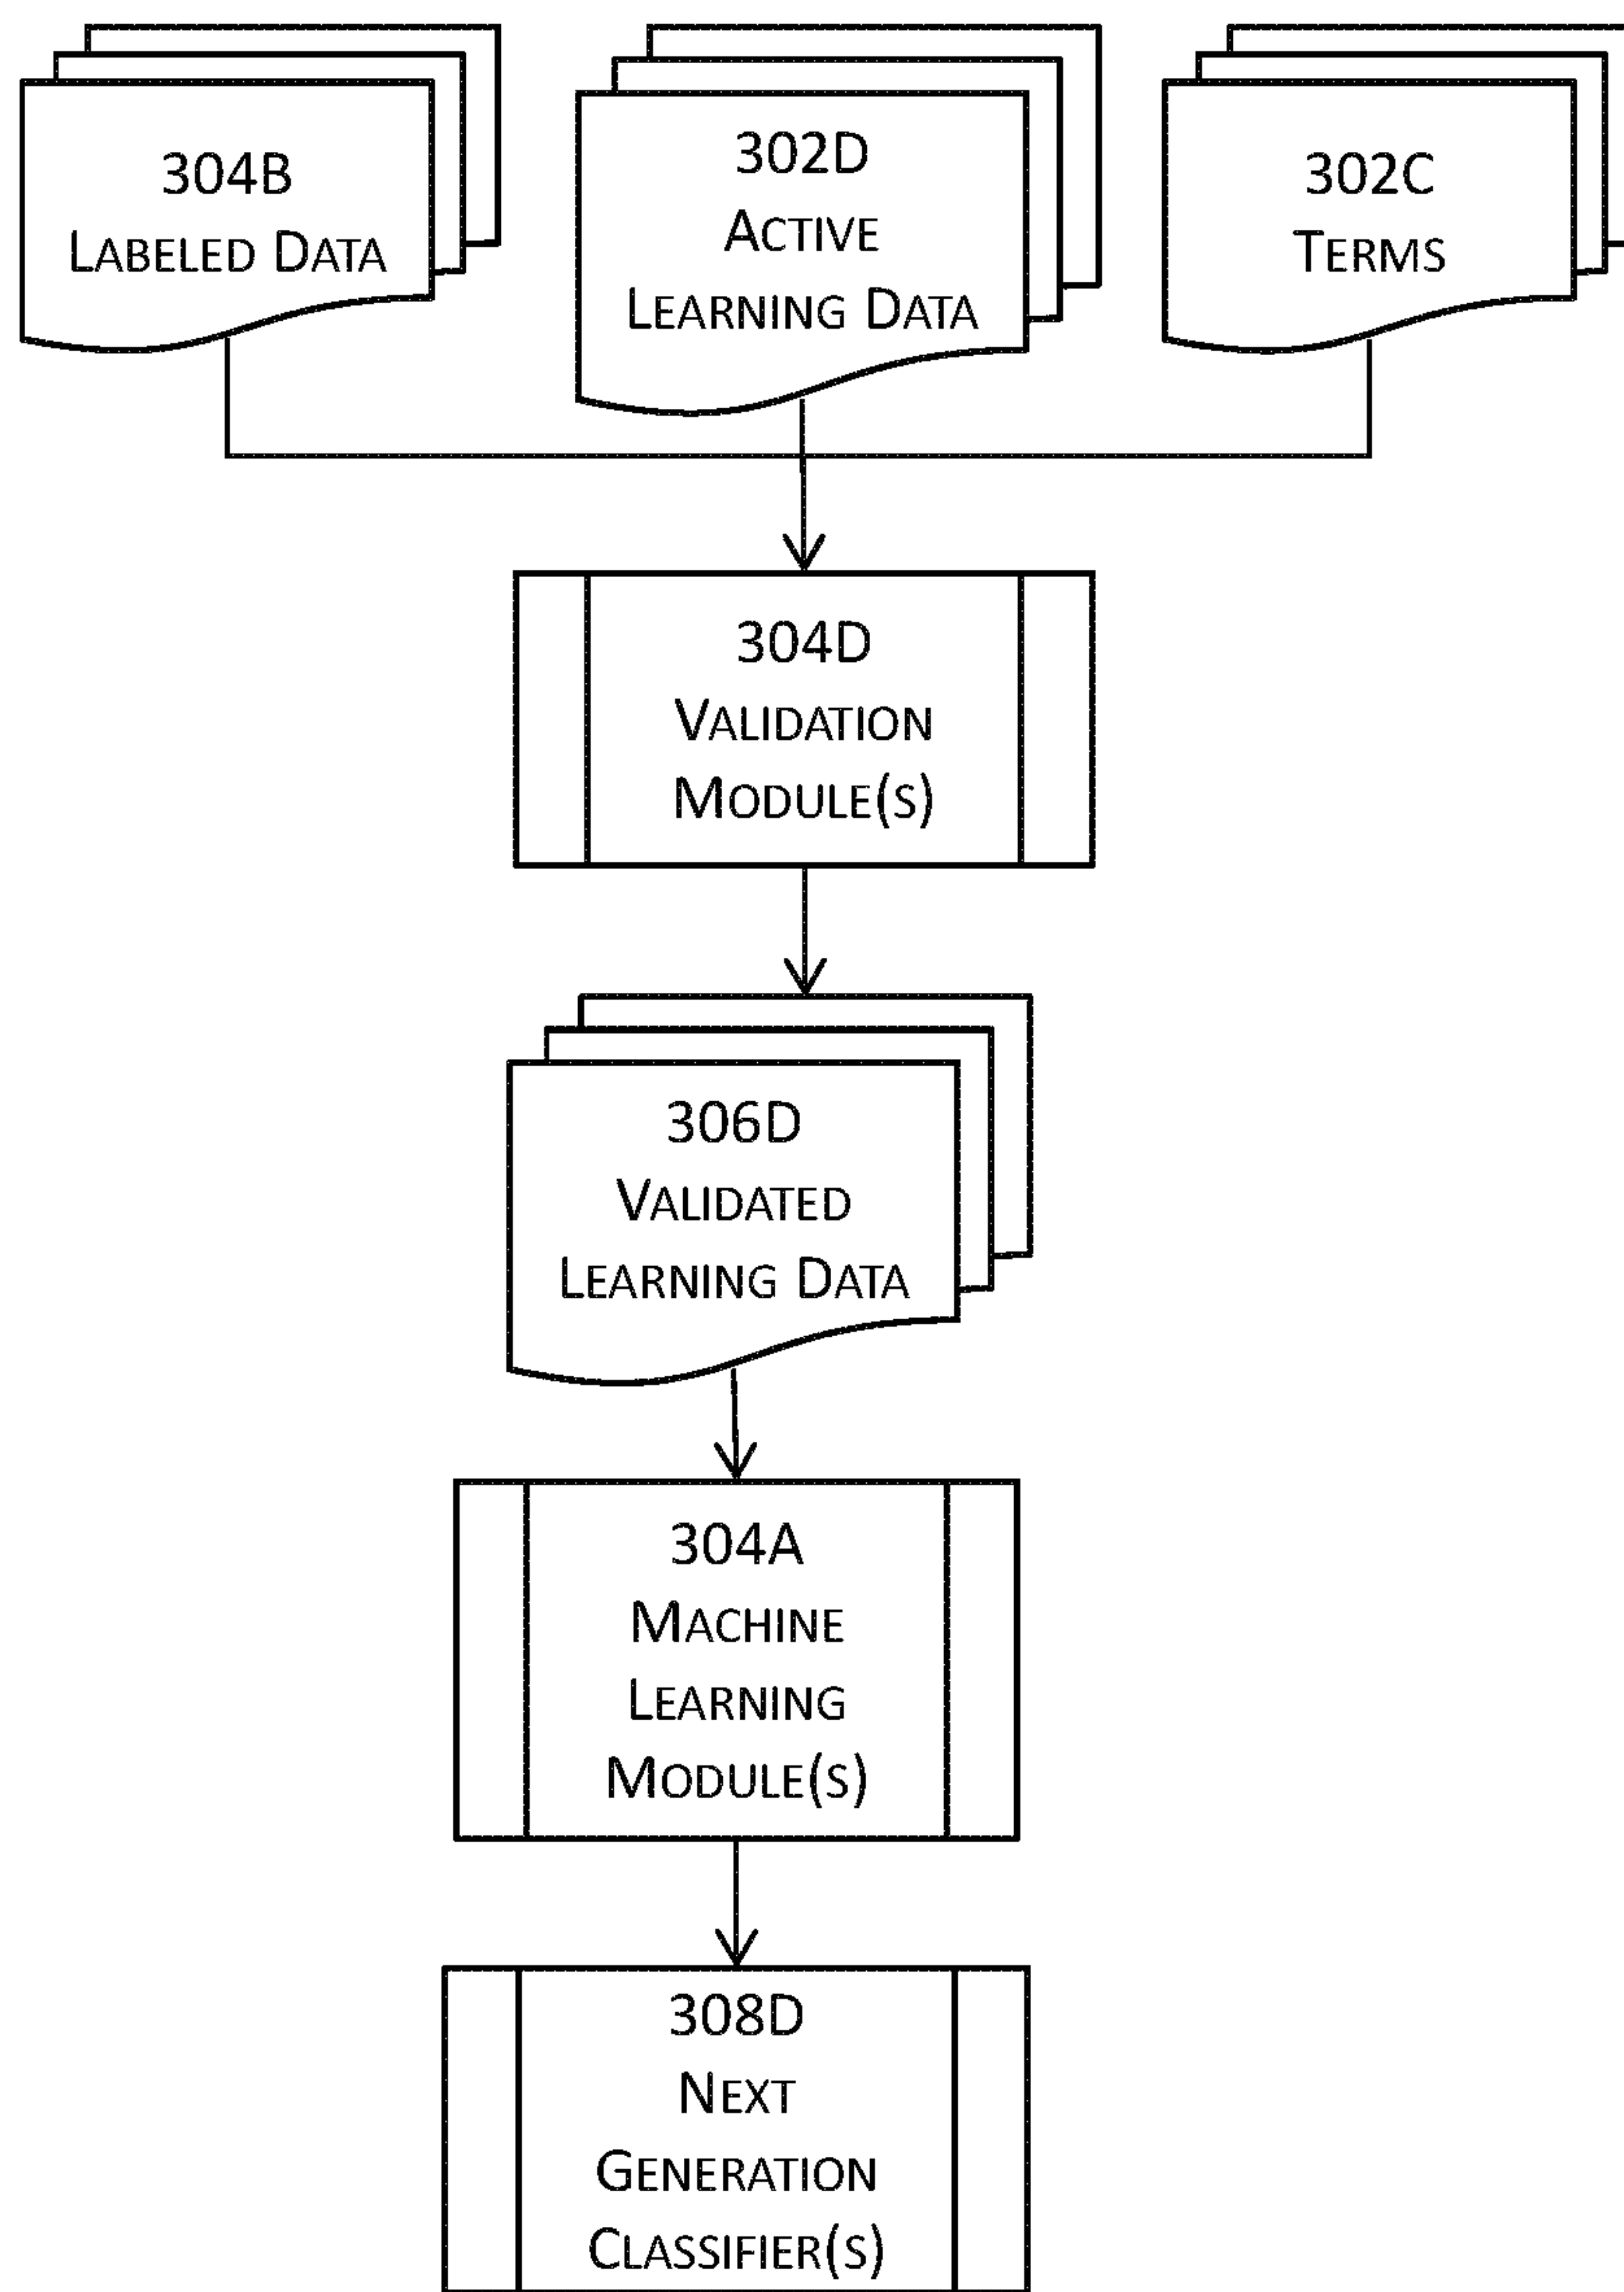 304B
LABELED DATA
302D
ACTIVE
LEARNING DATA
302C
TERMS
304D
VALIDATION
MODULE(S)
306D
VALIDATED
LEARNING DATA
304A
MACHINE
LEARNING
MODULE(S)
308D
NEXT
GENERATION
CLASSIFIER(S)